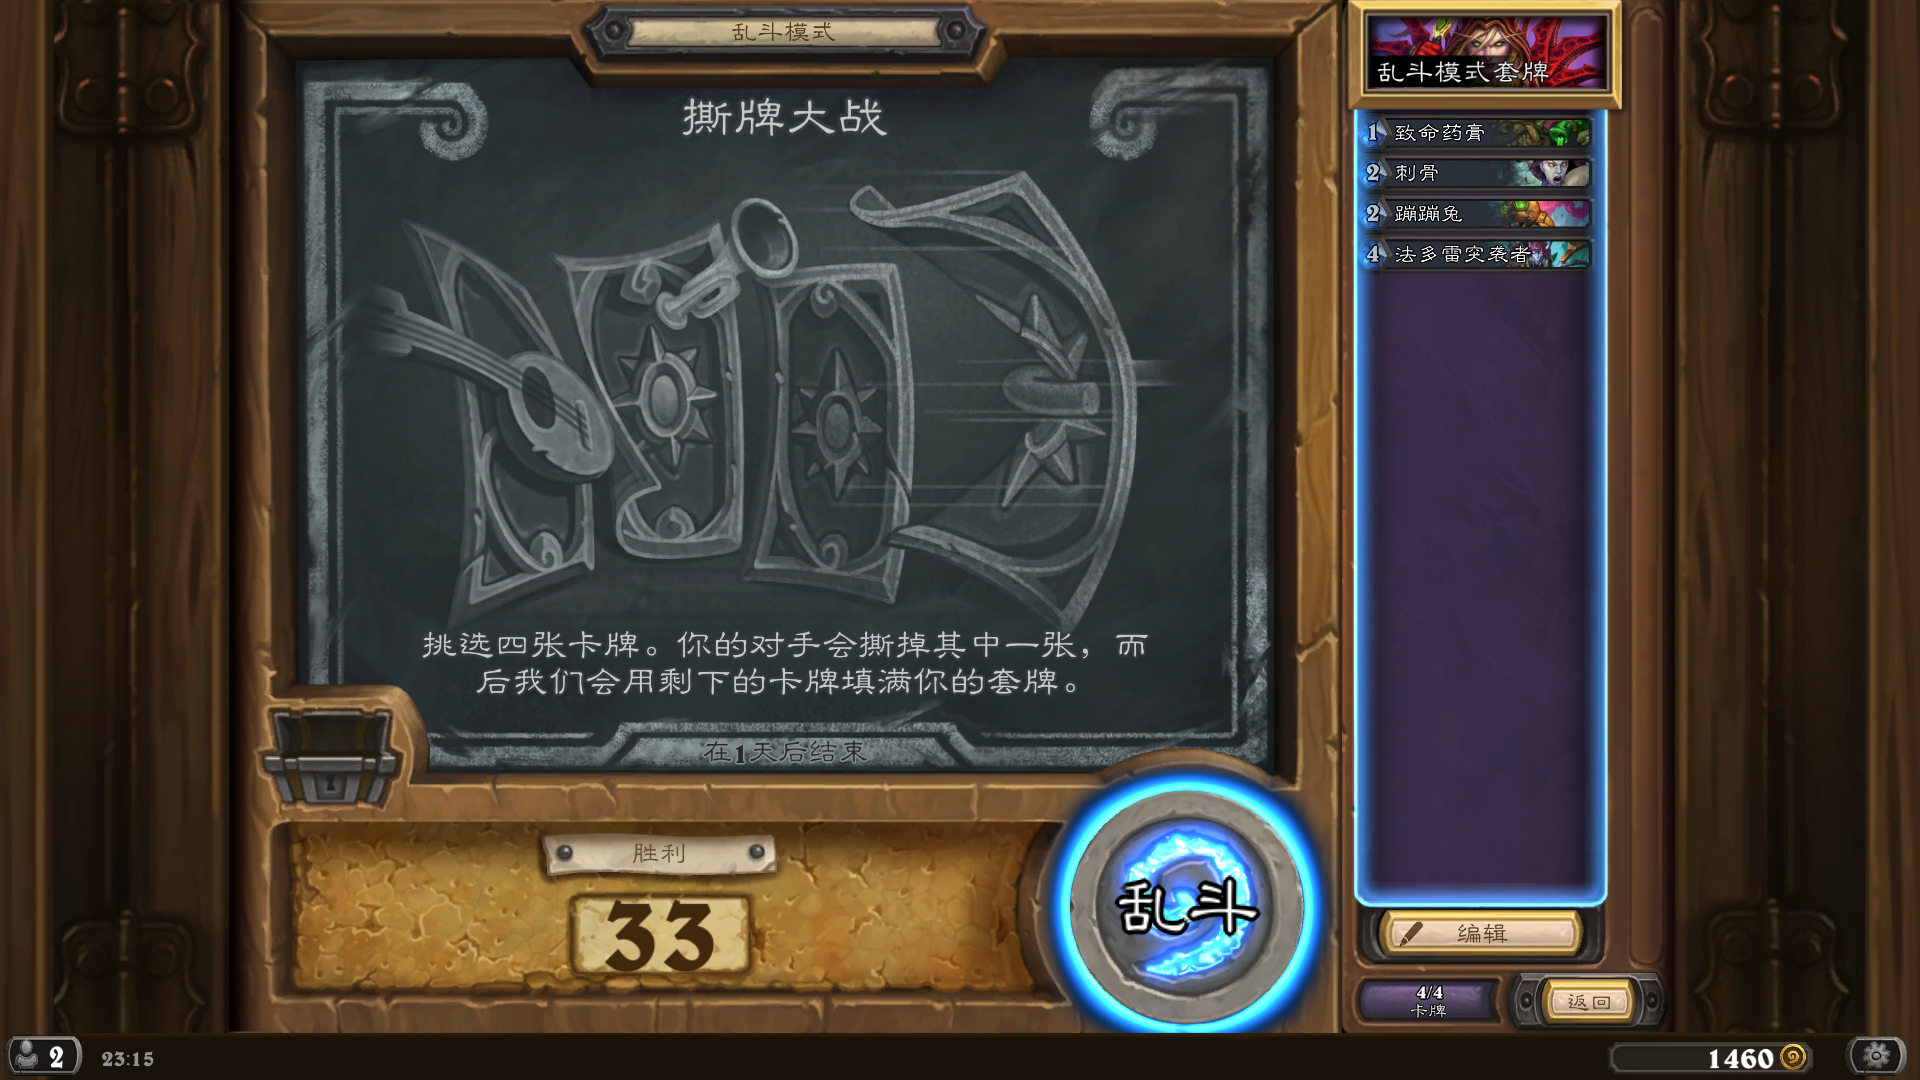 乱斗模式
撕牌大战
挑选四张卡牌。你的对手会撕掉其中一张，而
后我们会用剩下的卡牌填满你的套牌。
在1天后结束
胜利
33
乱斗
乱斗模式套牌
1 致命药膏
2 刺骨
2 蹦蹦兔
4 法多雷突袭者
编辑
4/4
卡牌
返回
2
23:15
1460